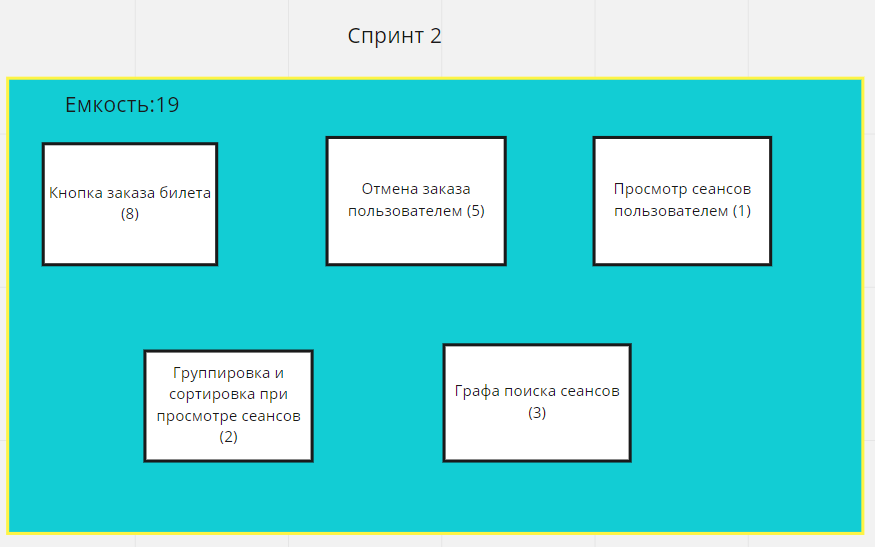 Спринт 2
Емкость:19
Кнопка заказа билета
(8)
Отмена заказа
пользователем (5)
Просмотр сеансов
пользователем (1)
Группировка и
сортировка при
просмотре сеансов
(2)
Графа поиска сеансов
(3)